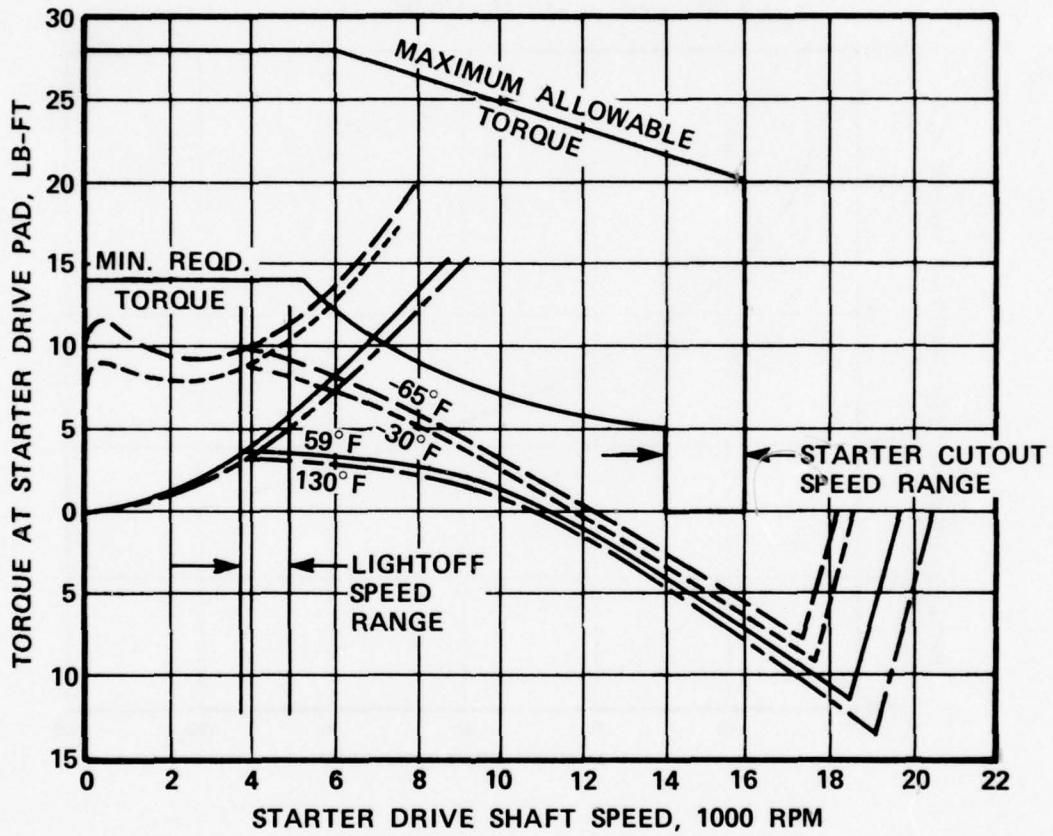 30
MAXIMUM ALLOWABLE
TORQUE
25
20
15
MIN. REQD.
TORQUE
10
-65°F
-30°F
5
59°F
130°F
STARTER CUTOUT
SPEED RANGE
0
LIGHTOFF
SPEED
RANGE
5
10
15
0 2 4 6 8 10 12 14 16 18 20 22
TORQUE AT STARTER DRIVE PAD, LB-FT
STARTER DRIVE SHAFT SPEED, 1000 RPM